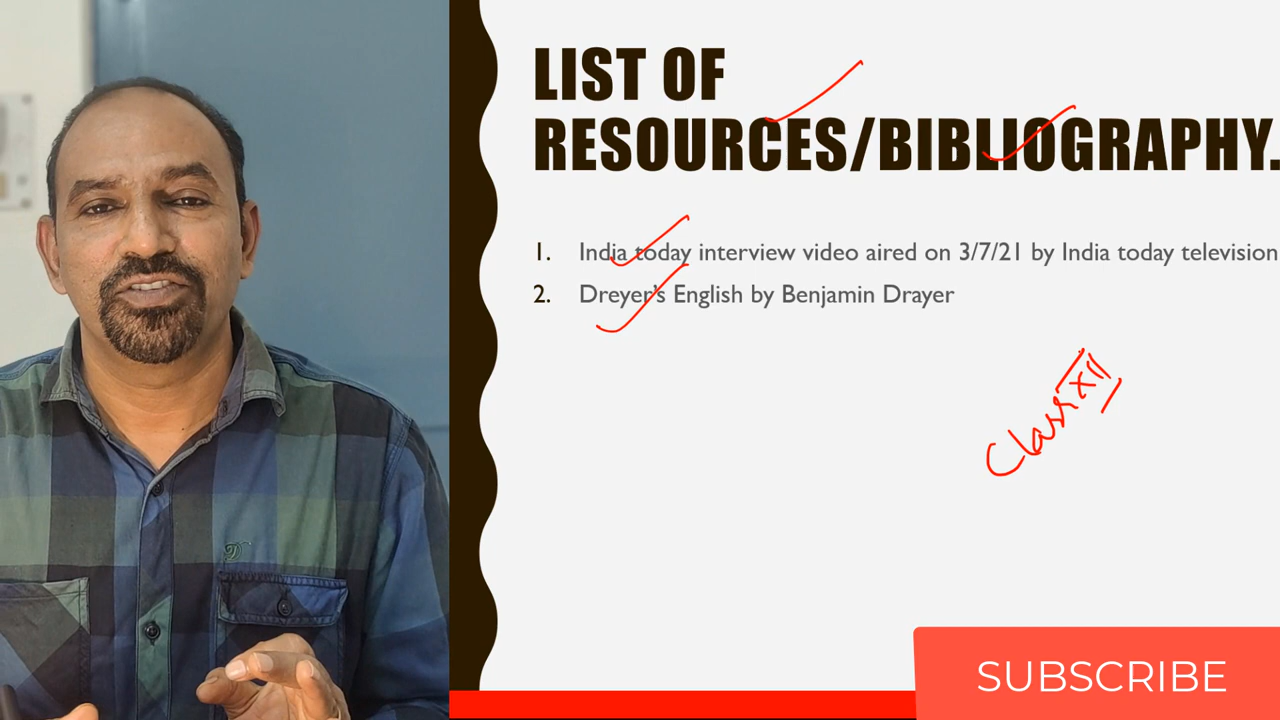 LIST OF
RESOURCES/BIBLIOGRAPHY.
1. India today interview video aired on 3/7/21 by India today television
2. Dreyer's English by Benjamin Drayer
Class XII
SUBSCRIBE